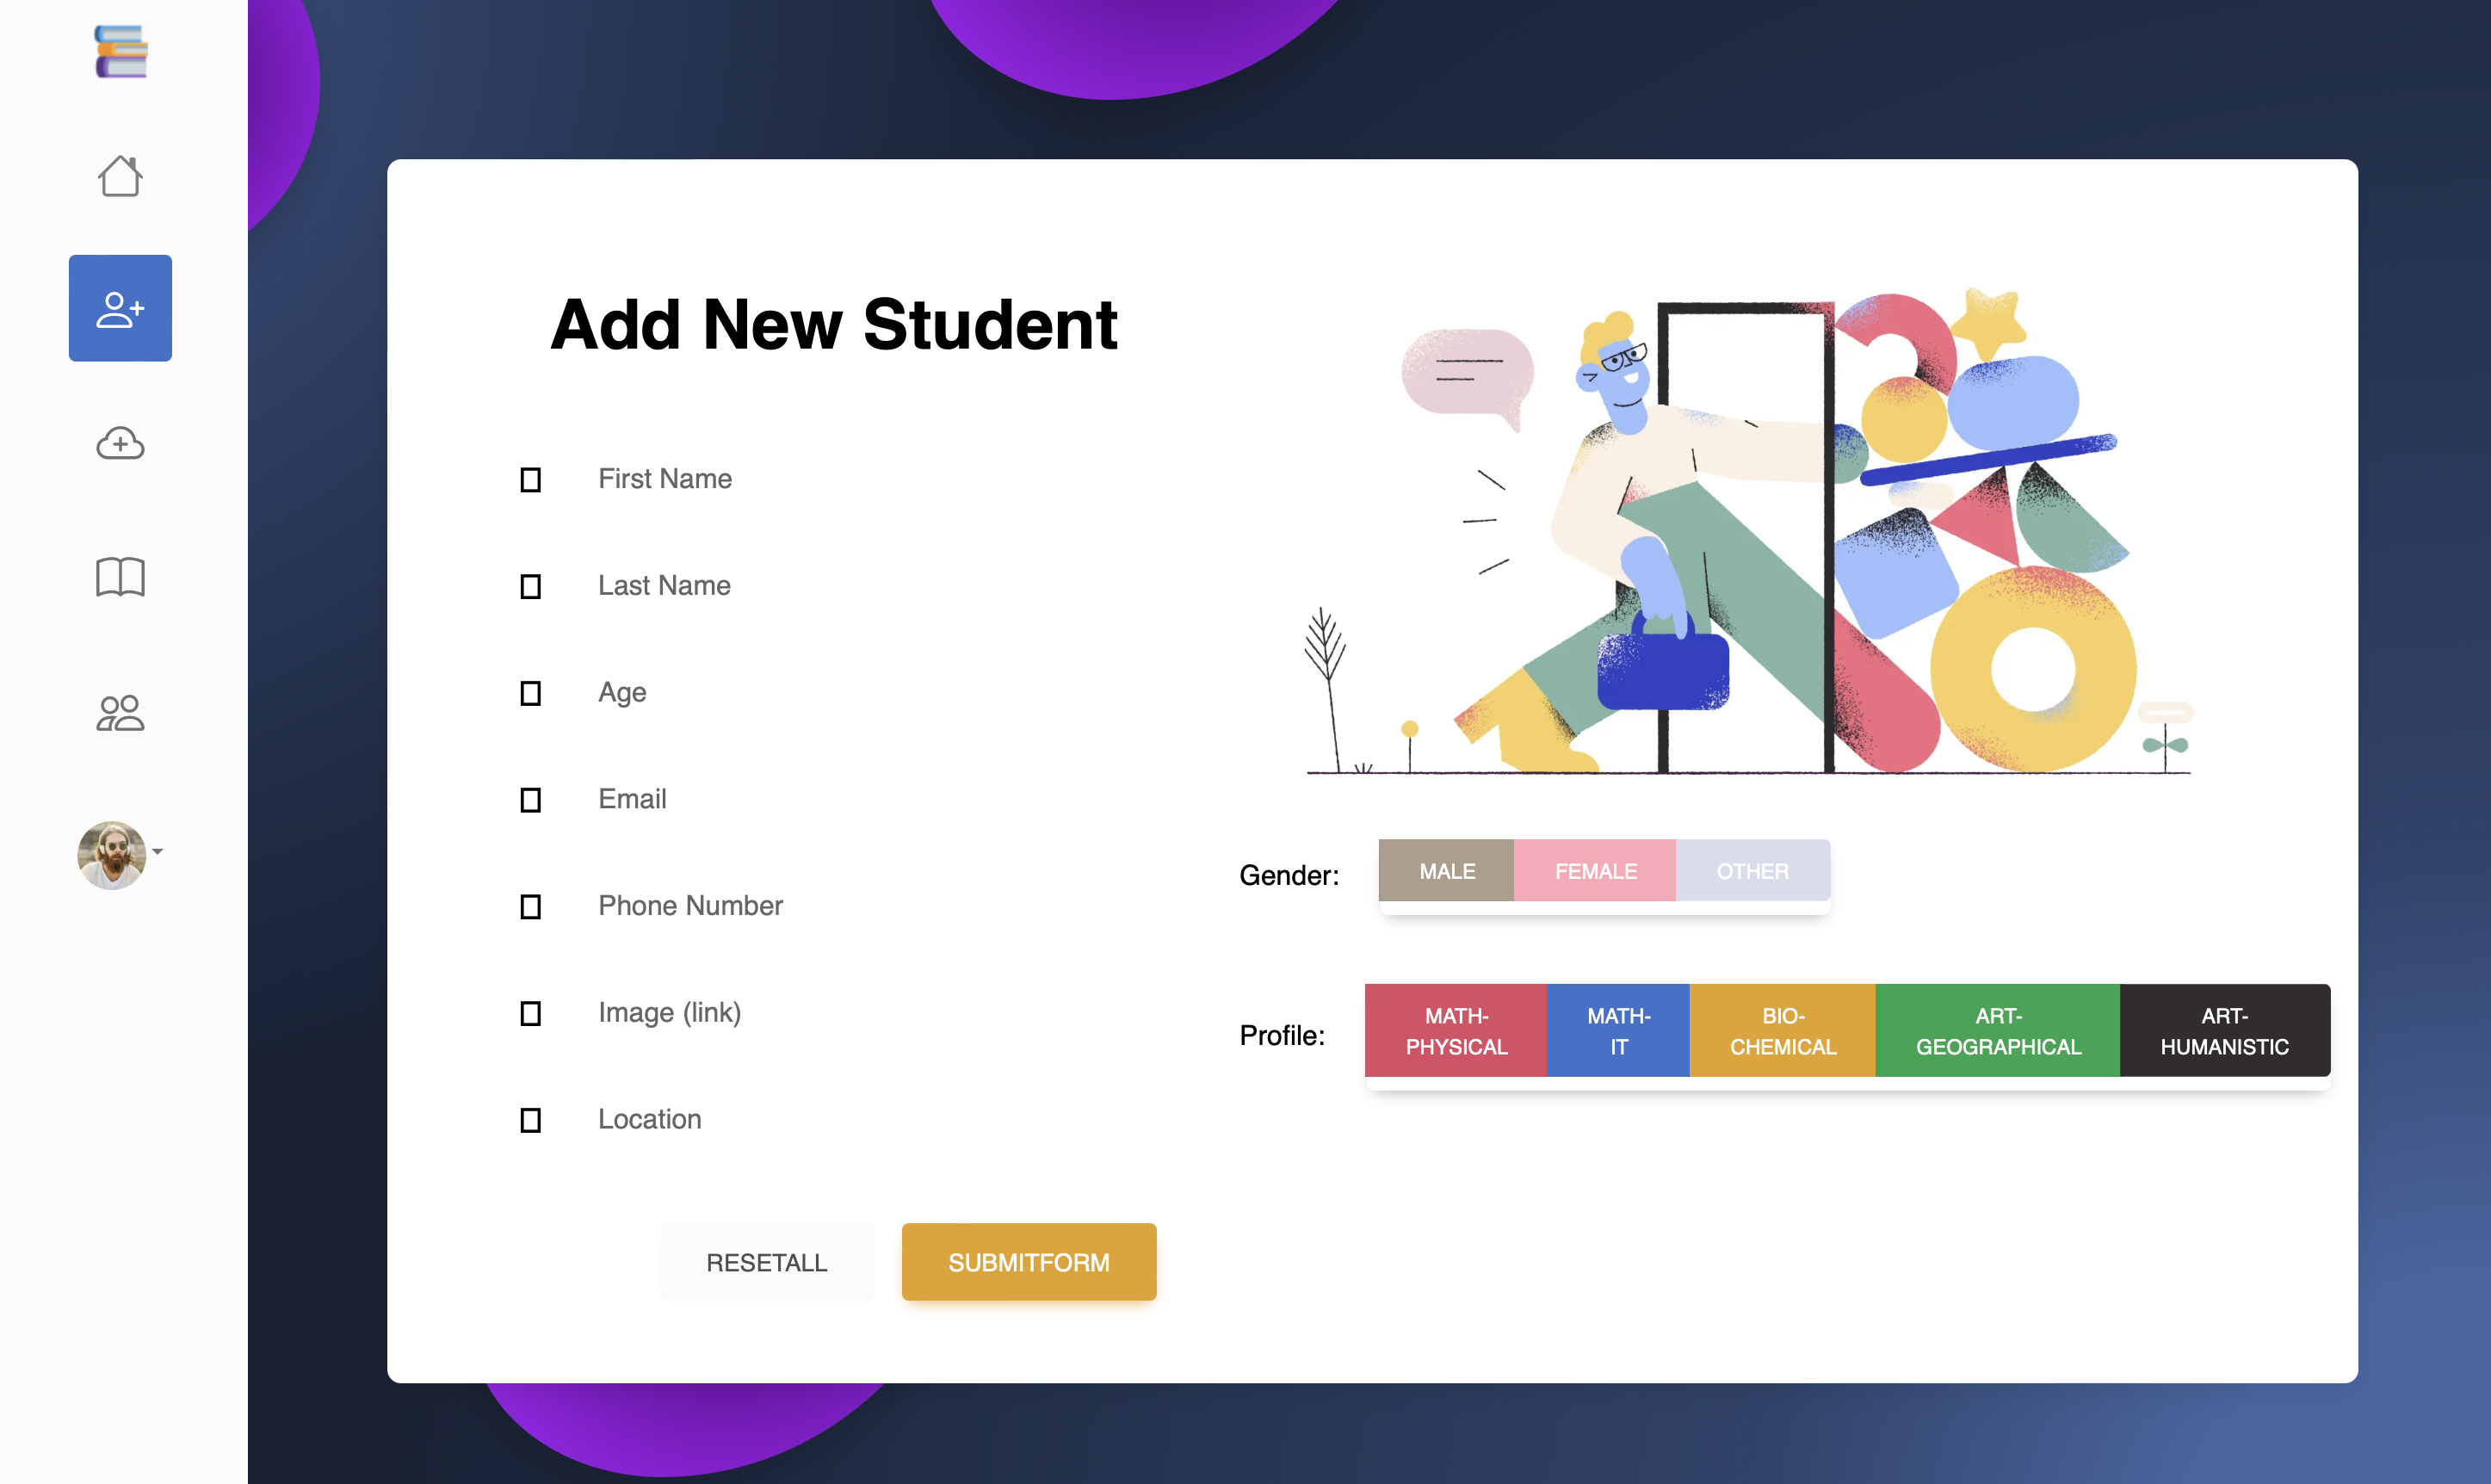 Add New Student
First Name
Last Name
Age
Email
Phone Number
Image (link)
Location
RESETALL
SUBMITFORM
Gender:
MALE
FEMALE
OTHER
Profile:
MATH-
PHYSICAL
MATH-
IT
BIO-
CHEMICAL
ART-
GEOGRAPHICAL
ART-
HUMANISTIC